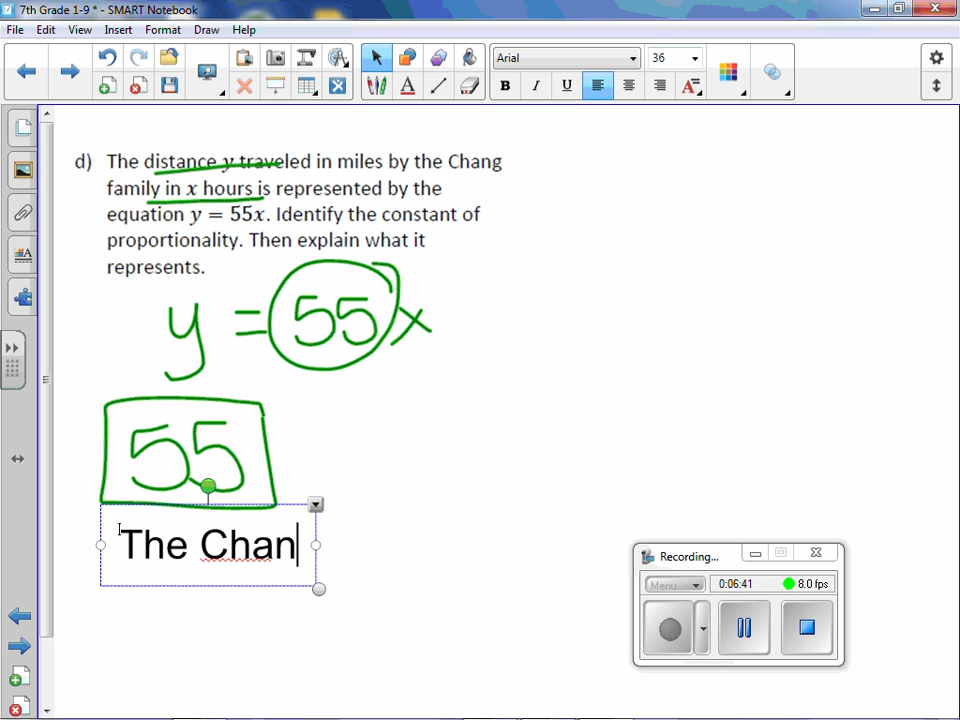 7th Grade 1-9 * - SMART Notebook
File Edit View Insert Format Draw Help
Arial 36
B I U A
d) The distance y traveled in miles by the Chang
family in x hours is represented by the
equation y = 55x. Identify the constant of
proportionality. Then explain what it
represents.
y = 55x
55
The Chan
Recording...
Menu 0:06:41 8.0 fps